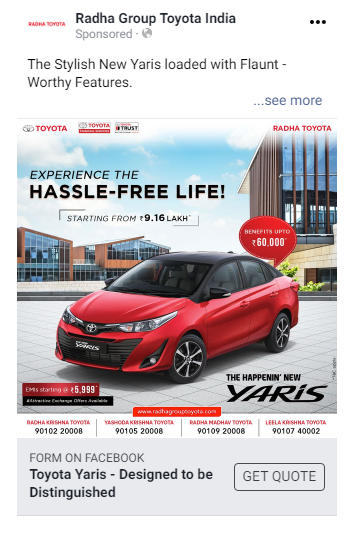 Radha Group Toyota India
RADHA TOYOTA
Sponsored ·
The Stylish New Yaris loaded with Flaunt -
Worthy Features.
...see more
TOYOTA
TOYOTA
TRUST
RADHA TOYOTA
EXPERIENCE THE
HASSLE-FREE LIFE!
STARTING FROM ₹9.16 LAKH*
BENEFITS UPTO
₹60,000*
EMIs starting @ ₹5,999*
#Attractive Exchange Offers Available
THE HAPPENIN' NEW
YARiS
www.radhagrouptoyota.com
RADHA KRISHNA TOYOTA
90102 20008
YASHODA KRISHNA TOYOTA
90105 20008
RADHA MADHAV TOYOTA
90109 20008
LEELA KRISHNA TOYOTA
90107 40002
FORM ON FACEBOOK
Toyota Yaris - Designed to be
Distinguished
GET QUOTE